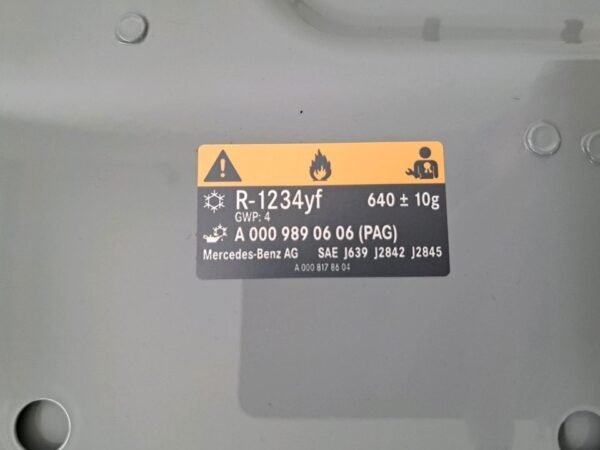 R-1234yf 640 ± 10g
GWP: 4
A 000 989 06 06 (PAG)
Mercedes-Benz AG SAE J639 J2842 J2845
A 000 817 86 04